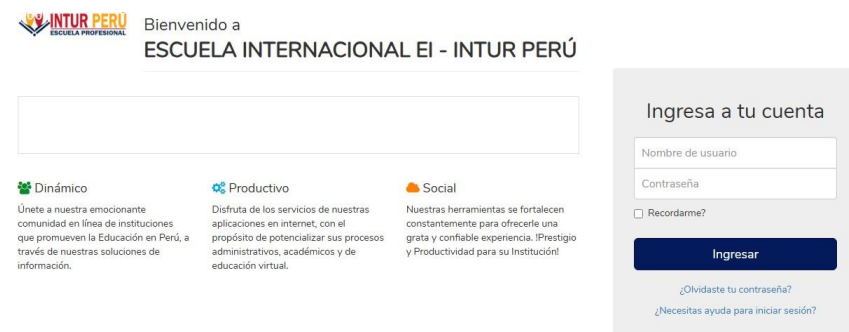 INTUR PERÚ
ESCUELA PROFESIONAL
Bienvenido a
ESCUELA INTERNACIONAL EI - INTUR PERÚ
Dinámico
Únete a nuestra emocionante
comunidad en línea de instituciones
que promueven la Educación en Perú, a
través de nuestras soluciones de
información.
Productivo
Disfruta de los servicios de nuestras
aplicaciones en internet, con el
propósito de potencializar sus procesos
administrativos, académicos y de
educación virtual.
Social
Nuestras herramientas se fortalecen
constantemente para ofrecerle una
grata y confiable experiencia. !Prestigio
y Productividad para su Institución!
Ingresa a tu cuenta
Nombre de usuario
Contraseña
Recordarme?
Ingresar
¿Olvidaste tu contraseña?
¿Necesitas ayuda para iniciar sesión?